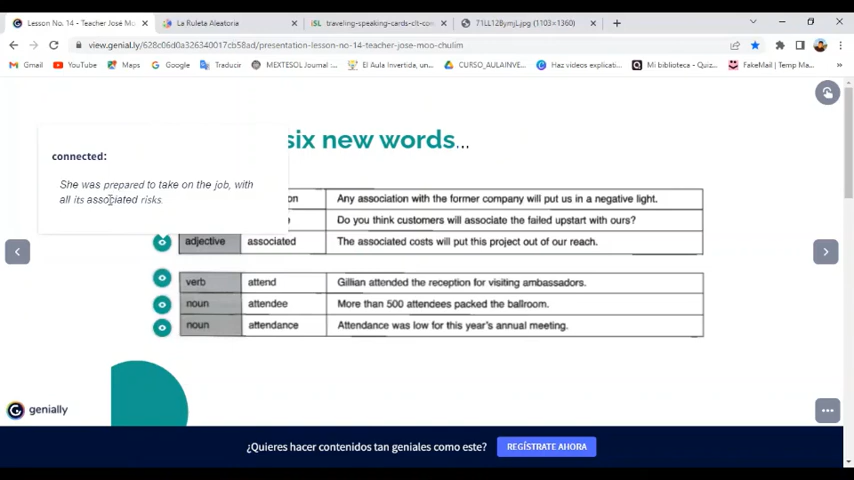 Lesson No. 14 - Teacher José Mo
La Ruleta Aleatoria
traveling-speaking-cards-clt-co
71LL12BymjL.jpg (1103×1360)
view.genial.ly/628c06d0a326340017cb58ad/presentation-lesson-no-14-teacher-jose-moo-chulim
Gmail
YouTube
Maps
Google
Traducir
MEXTESOL Journal :...
El Aula Invertida, un...
CURSO_AULAINVE...
Haz videos explicati...
Mi biblioteca - Quiz...
FakeMail | Temp Ma...
six new words...
connected:
She was prepared to take on the job, with
all its associated risks.
on Any association with the former company will put us in a negative light.
e Do you think customers will associate the failed upstart with ours?
adjective associated The associated costs will put this project out of our reach.
verb attend Gillian attended the reception for visiting ambassadors.
noun attendee More than 500 attendees packed the ballroom.
noun attendance Attendance was low for this year's annual meeting.
genially
¿Quieres hacer contenidos tan geniales como este? REGÍSTRATE AHORA